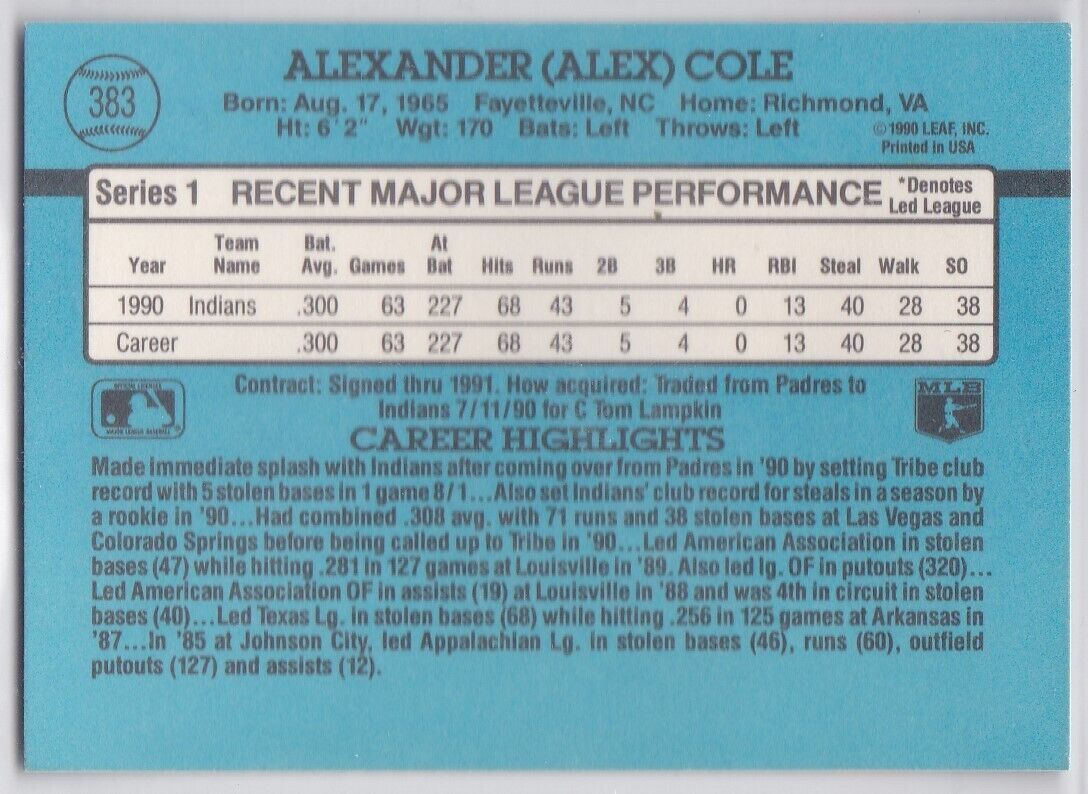 383
ALEXANDER (ALEX) COLE
Born: Aug. 17, 1965 Fayetteville, NC Home: Richmond, VA
Ht: 6' 2" Wgt: 170 Bats: Left Throws: Left
© 1990 LEAF, INC.
Printed in USA
Series 1 RECENT MAJOR LEAGUE PERFORMANCE *Denotes
Led League
Team Bat. At
Year Name Avg. Games Bat Hits Runs 2B 3B HR RBI Steal Walk SO
1990 Indians .300 63 227 68 43 5 4 0 13 40 28 38
Career .300 63 227 68 43 5 4 0 13 40 28 38
Contract: Signed thru 1991. How acquired: Traded from Padres to
Indians 7/11/90 for C Tom Lampkin
OFFICIAL LICENSEE
MAJOR LEAGUE BASEBALL
MLB
CAREER HIGHLIGHTS
Made immediate splash with Indians after coming over from Padres in '90 by setting Tribe club
record with 5 stolen bases in 1 game 8/1...Also set Indians' club record for steals in a season by
a rookie in '90...Had combined .308 avg. with 71 runs and 38 stolen bases at Las Vegas and
Colorado Springs before being called up to Tribe in '90...Led American Association in stolen
bases (47) while hitting .281 in 127 games at Louisville in '89. Also led lg. OF in putouts (320)...
Led American Association OF in assists (19) at Louisville in '88 and was 4th in circuit in stolen
bases (40)...Led Texas Lg. in stolen bases (68) while hitting .256 in 125 games at Arkansas in
'87...In '85 at Johnson City, led Appalachian Lg. in stolen bases (46), runs (60), outfield
putouts (127) and assists (12).